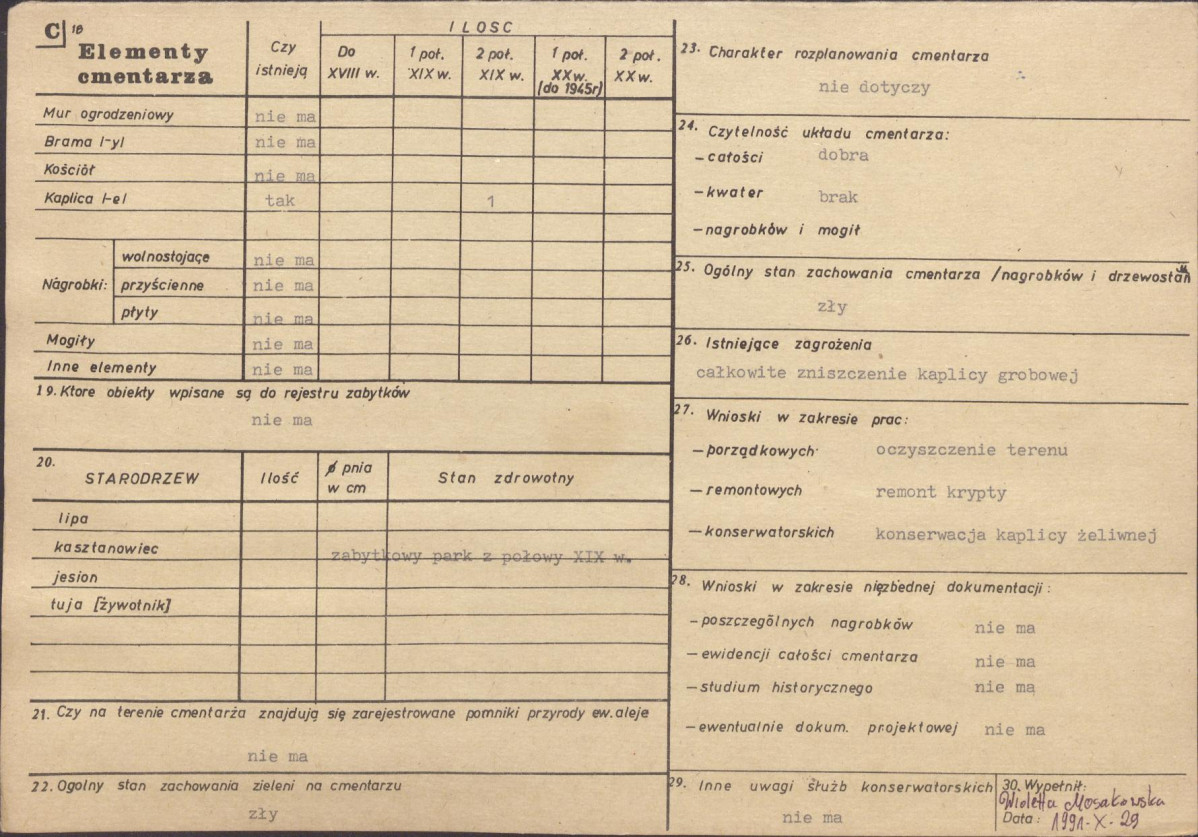 C 18
Elementy
cmentarza
Czy
istnieją
ILOSC
Do
XVIII w.
1 poł.
XIX w.
2 poł.
XIX w.
1 poł.
XX w.
(do 1945r)
2 poł.
XX w.
Mur ogrodzeniowy nie ma
Brama /-y/ nie ma
Kościół nie ma
Kaplica /-e/ tak 1
Nagrobki: wolnostojące nie ma
przyścienne nie ma
płyty nie ma
Mogiły nie ma
Inne elementy nie ma
19. Ktore obiekty wpisane są do rejestru zabytków
nie ma
20.
STARODRZEW Ilość ø pnia
w cm Stan zdrowotny
lipa
kasztanowiec zabytkowy park z połowy XIX w.
jesion
tuja [żywotnik]
21. Czy na terenie cmentarża znajdują się zarejestrowane pomniki przyrody ew. aleje
nie ma
22. Ogolny stan zachowania zieleni na cmentarzu
zły
23. Charakter rozplanowania cmentarza
nie dotyczy
24. Czytelność układu cmentarza:
—całości dobra
—kwater brak
—nagrobków i mogił
25. Ogólny stan zachowania cmentarza /nagrobków i drzewostan
zły
26. Istniejące zagrożenia
całkowite zniszczenie kaplicy grobowej
27. Wnioski w zakresie prac:
—porządkowych oczyszczenie terenu
—remontowych remont krypty
—konserwatorskich konserwacja kaplicy żeliwnej
28. Wnioski w zakresie niezbędnej dokumentacji:
—poszczególnych nagrobków nie ma
—ewidencji całości cmentarza nie ma
—studium historycznego nie ma
—ewentualnie dokum. projektowej nie ma
29. Inne uwagi służb konserwatorskich
nie ma
30. Wypełnił:
Wioletta Mosakowska
Data: 1991-X-29